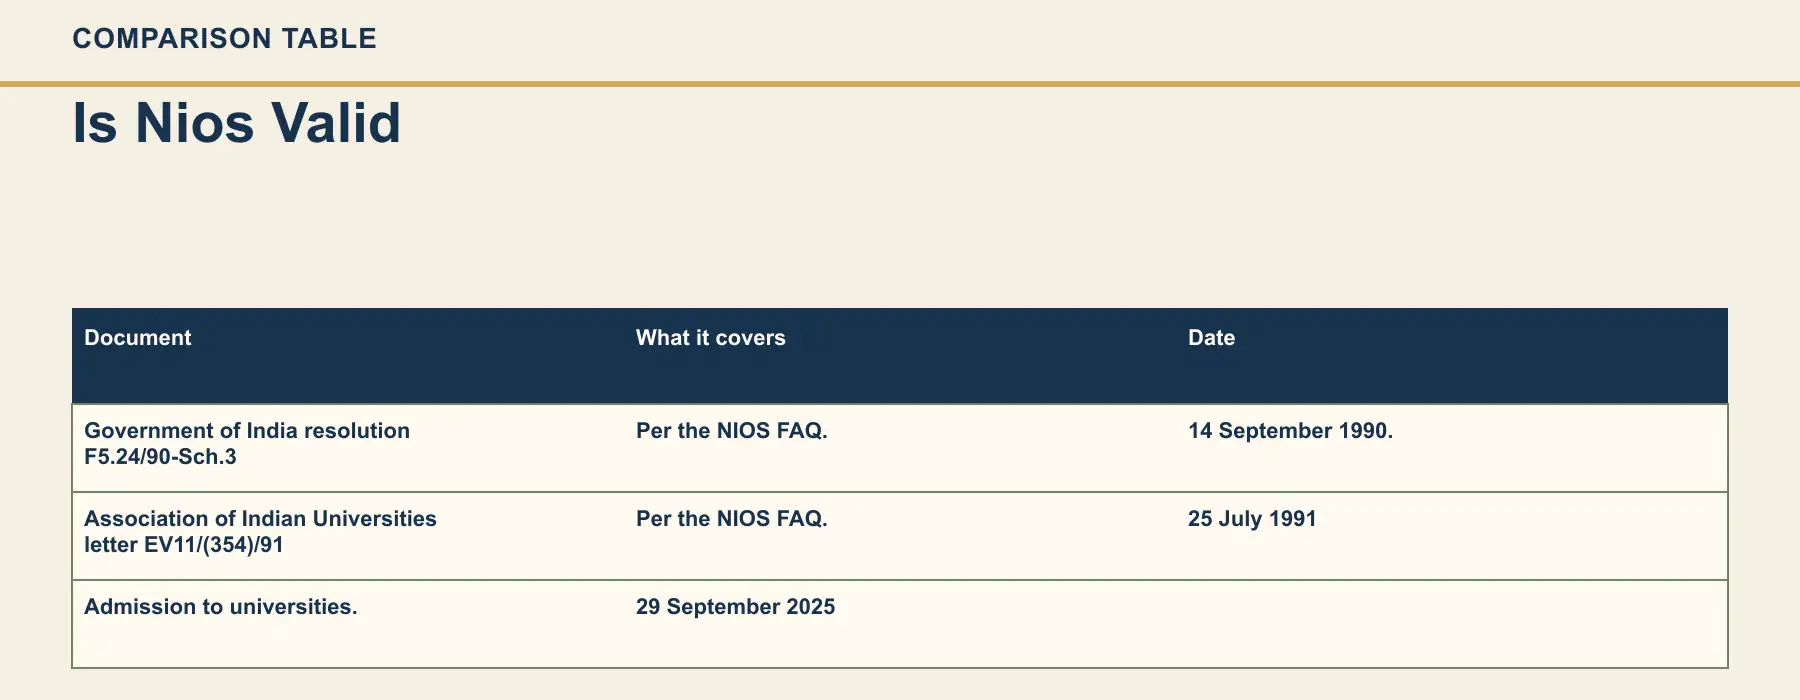 COMPARISON TABLE
Is Nios Valid
Document What it covers Date
Government of India resolution Per the NIOS FAQ. 14 September 1990.
F5.24/90-Sch.3
Association of Indian Universities Per the NIOS FAQ. 25 July 1991
letter EV11/(354)/91
Admission to universities. 29 September 2025